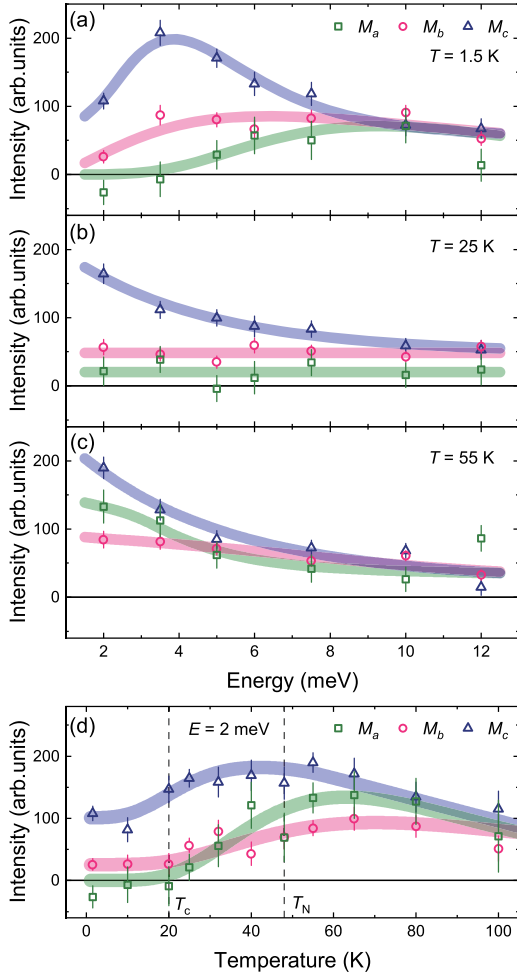 (a) M_a M_b M_c
T = 1.5 K
200
100
0
Intensity (arb.units)
(b) T = 25 K
200
100
0
Intensity (arb.units)
(c) T = 55 K
200
100
0
Intensity (arb.units)
2 4 6 8 10 12
Energy (meV)
(d) E = 2 meV M_a M_b M_c
300
200
100
0
Intensity (arb.units)
T_c T_N
0 20 40 60 80 100
Temperature (K)